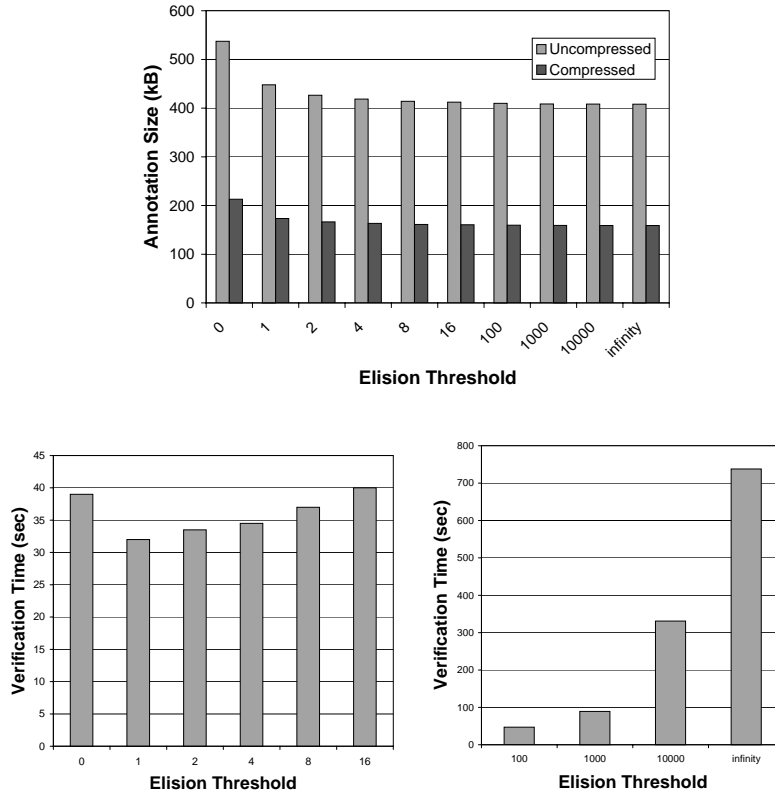 600
500
400
300
200
100
0
Annotation Size (kB)
Uncompressed
Compressed
0 1 2 4 8 16 100 1000 10000 infinity
Elision Threshold
45
40
35
30
25
20
15
10
5
0
Verification Time (sec)
0 1 2 4 8 16
Elision Threshold
800
700
600
500
400
300
200
100
0
Verification Time (sec)
100 1000 10000 infinity
Elision Threshold